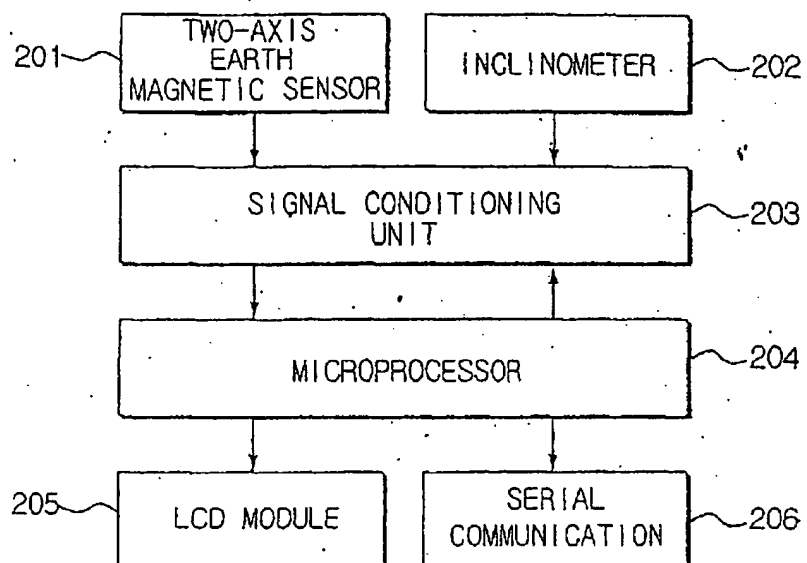 201
TWO-AXIS
EARTH
MAGNETIC SENSOR
INCLINOMETER
202
SIGNAL CONDITIONING
UNIT
203
MICROPROCESSOR
204
205
LCD MODULE
SERIAL
COMMUNICATION
206